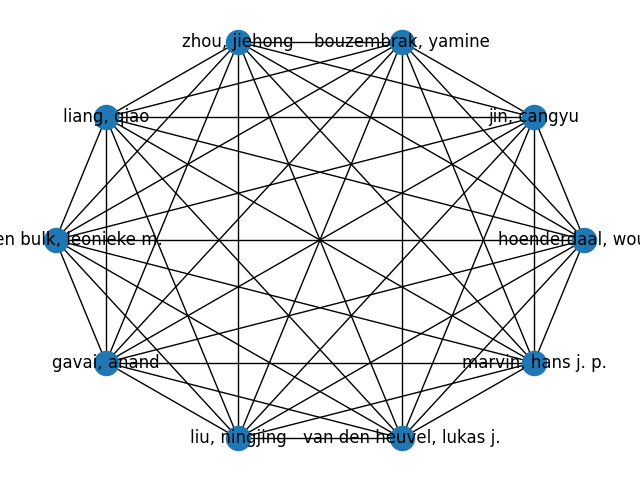 zhou, jiehong
bouzembrak, yamine
liang, qiao
jin, cangyu
en bulk, leonieke m.
hoenderdaal, wou
gavai, anand
marvin, hans j. p.
liu, ningjing
van den heuvel, lukas j.